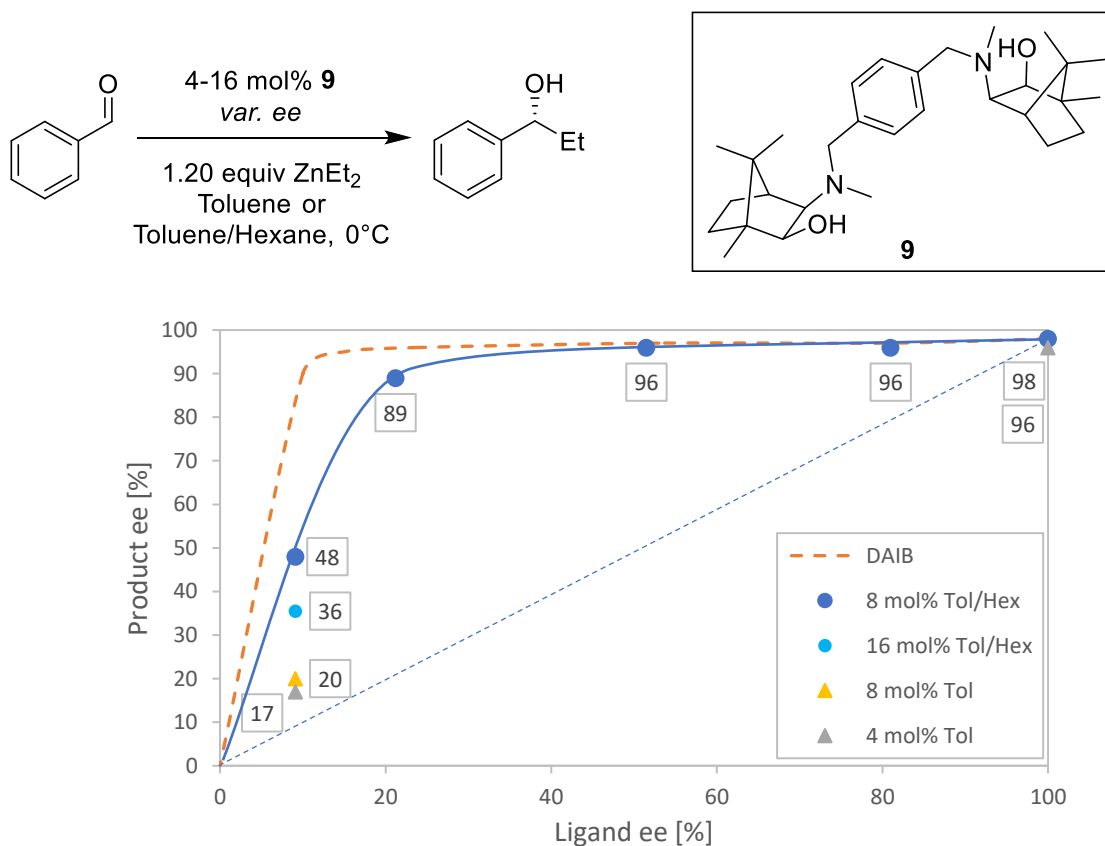 O
4-16 mol% 9
var. ee
1.20 equiv ZnEt2
Toluene or
Toluene/Hexane, 0°C
OH
Et
N
HO
N
OH
9
Product ee [%]
100
90
80
70
60
50
40
30
20
10
0
89
96
96
98
96
48
36
20
17
DAIB
8 mol% Tol/Hex
16 mol% Tol/Hex
8 mol% Tol
4 mol% Tol
0
20
40
60
80
100
Ligand ee [%]